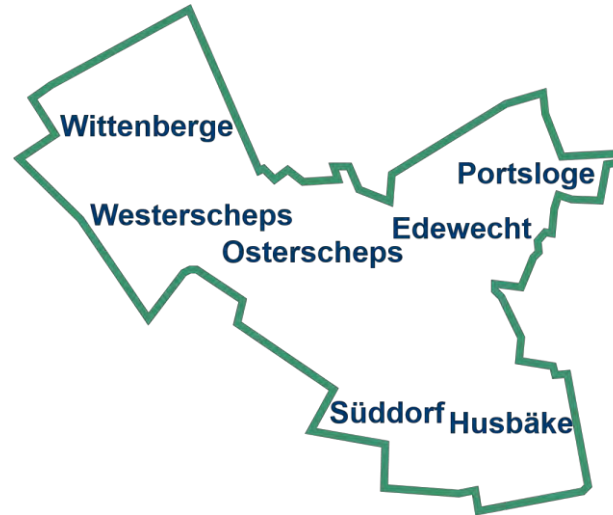 Wittenberge
Portsloge
Westerscheps
Edewecht
Osterscheps
Süddorf
Husbäke